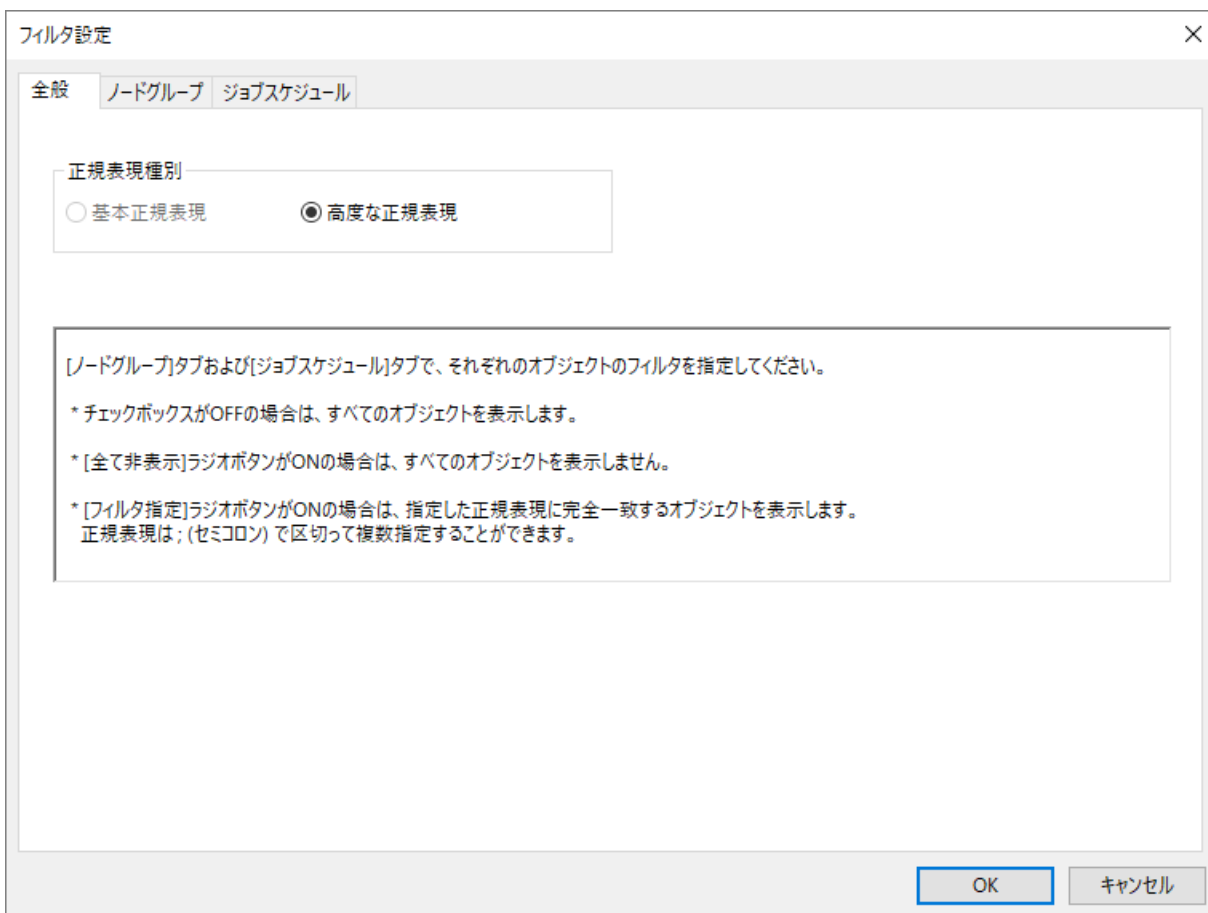 フィルタ設定
全般 ノードグループ ジョブスケジュール
正規表現種別
基本正規表現 高度な正規表現
[ノードグループ]タブおよび[ジョブスケジュール]タブで、それぞれのオブジェクトのフィルタを指定してください。
* チェックボックスがOFFの場合は、すべてのオブジェクトを表示します。
* [全て非表示]ラジオボタンがONの場合は、すべてのオブジェクトを表示しません。
* [フィルタ指定]ラジオボタンがONの場合は、指定した正規表現に完全一致するオブジェクトを表示します。
正規表現は ; (セミコロン) で区切って複数指定することができます。
OK キャンセル